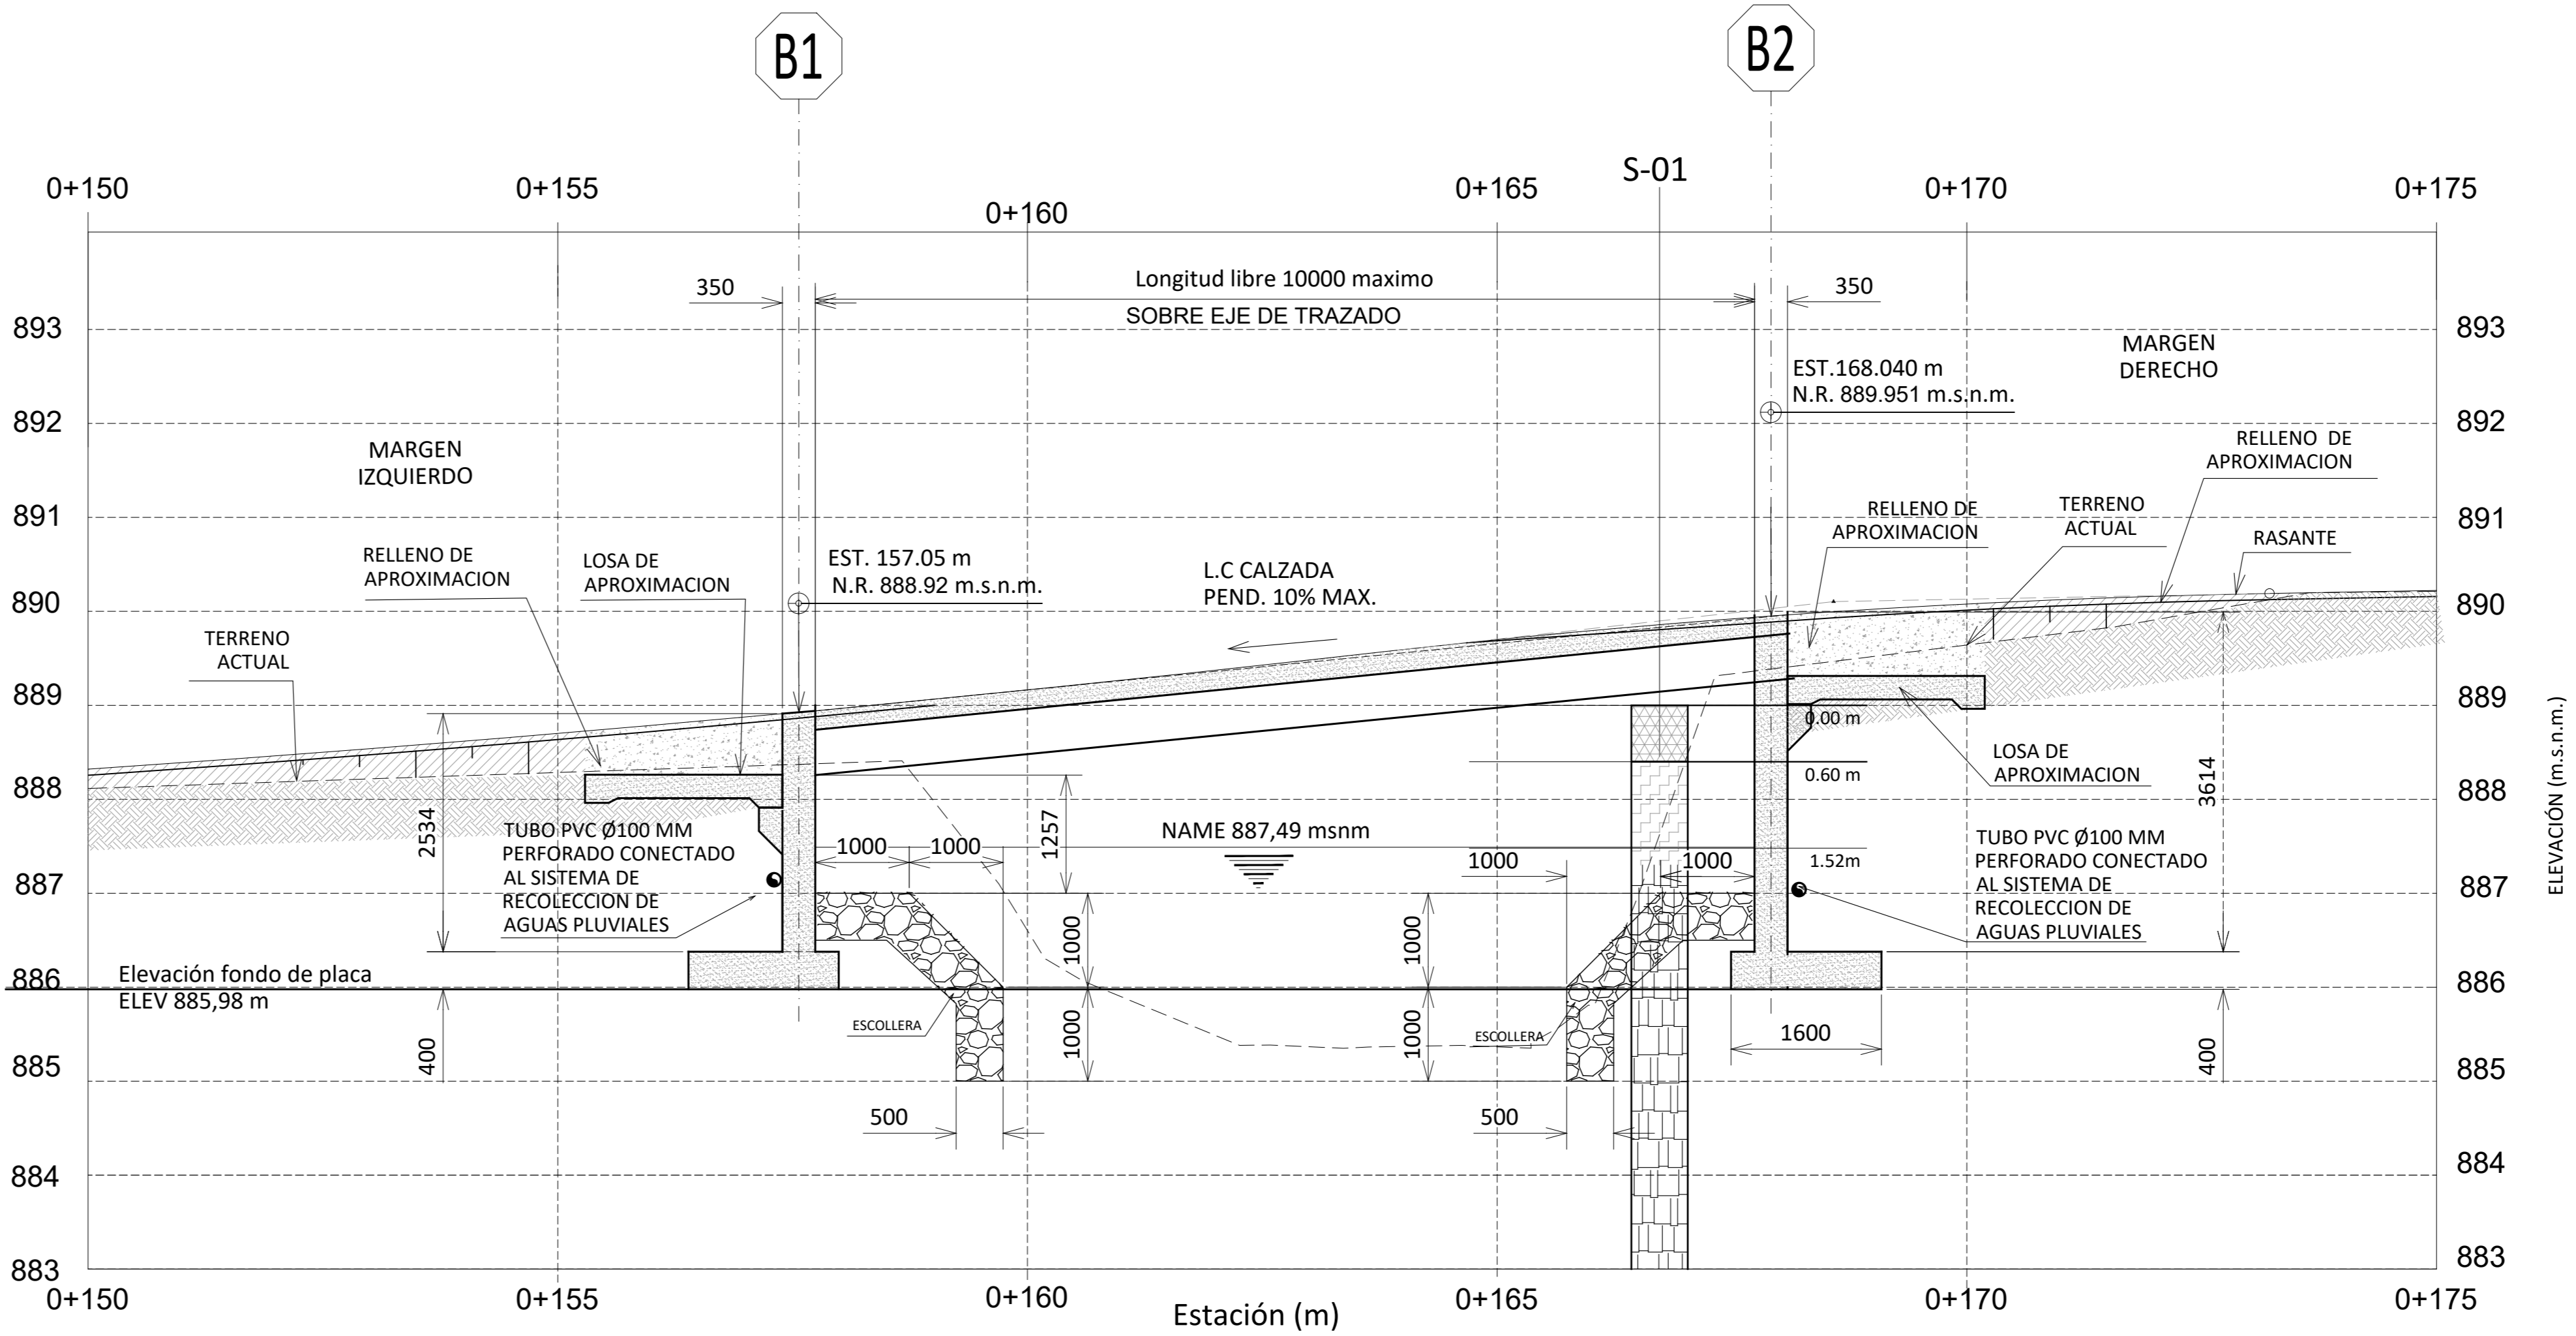 B1
B2
S-01
0+150
0+155
0+160
0+165
0+170
0+175
350
Longitud libre 10000 maximo
SOBRE EJE DE TRAZADO
350
893
893
MARGEN
DERECHO
EST.168.040 m
N.R. 889.951 m.s.n.m.
892
892
MARGEN
IZQUIERDO
RELLENO DE
APROXIMACION
891
891
RELLENO DE
APROXIMACION
TERRENO
ACTUAL
RASANTE
RELLENO DE
APROXIMACION
LOSA DE
APROXIMACION
EST. 157.05 m
N.R. 888.92 m.s.n.m.
L.C CALZADA
PEND. 10% MAX.
890
890
TERRENO
ACTUAL
889
889
0.00 m
LOSA DE
APROXIMACION
0.60 m
3614
ELEVACIÓN (m.s.n.m.)
888
888
2534
TUBO PVC Ø100 MM
PERFORADO CONECTADO
AL SISTEMA DE
RECOLECCION DE
AGUAS PLUVIALES
1000
1000
1257
NAME 887,49 msnm
1000
1000
1.52m
TUBO PVC Ø100 MM
PERFORADO CONECTADO
AL SISTEMA DE
RECOLECCION DE
AGUAS PLUVIALES
887
887
1000
1000
Elevación fondo de placa
886
886
ELEV 885,98 m
ESCOLLERA
1000
1000
ESCOLLERA
1600
400
400
885
885
500
500
884
884
883
883
0+150
0+155
0+160
Estación (m)
0+165
0+170
0+175